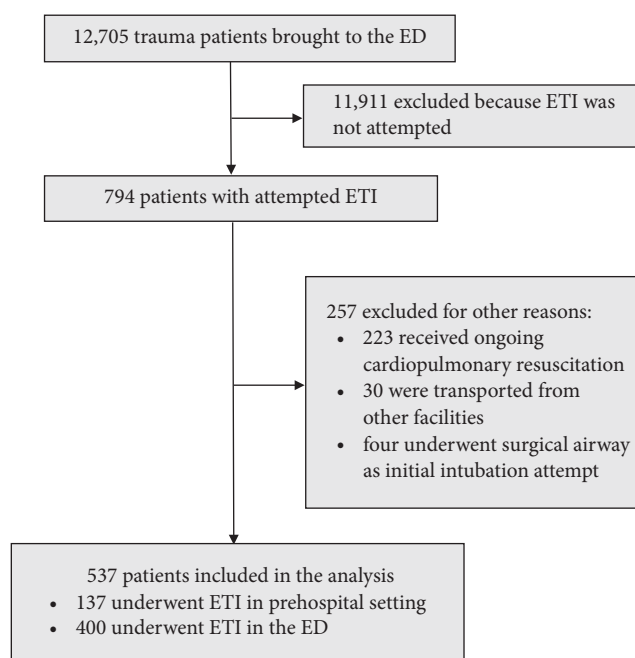 12,705 trauma patients brought to the ED
11,911 excluded because ETI was
not attempted
794 patients with attempted ETI
257 excluded for other reasons:
• 223 received ongoing
cardiopulmonary resuscitation
• 30 were transported from
other facilities
• four underwent surgical airway
as initial intubation attempt
537 patients included in the analysis
• 137 underwent ETI in prehospital setting
• 400 underwent ETI in the ED